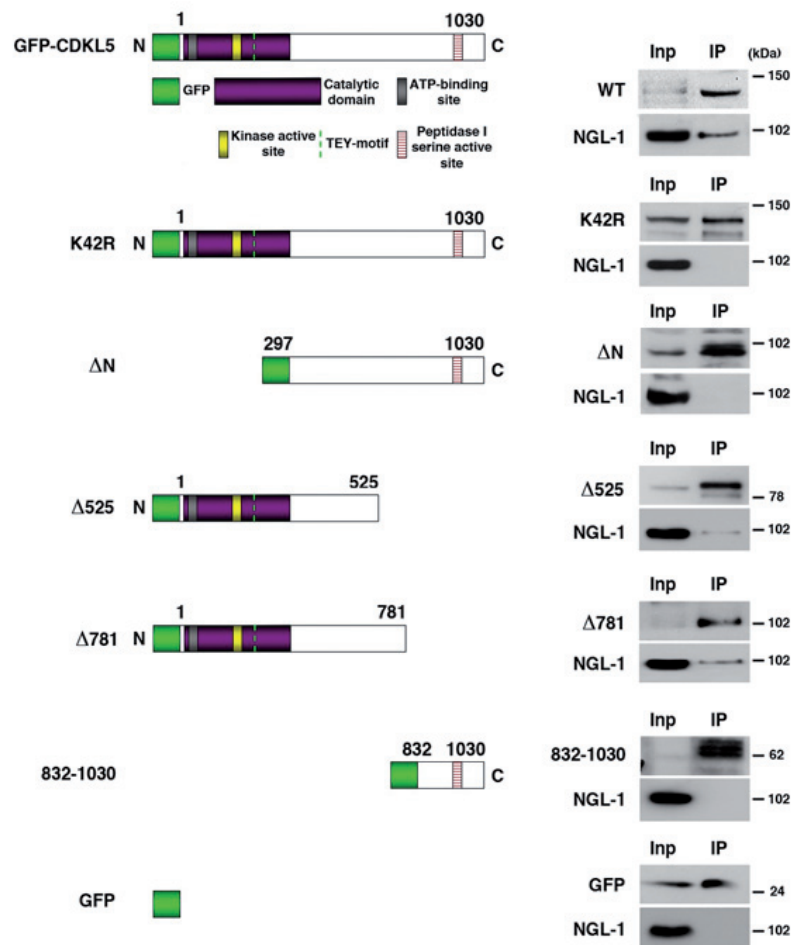 1 1030
GFP-CDKL5 N C
GFP Catalytic domain ATP-binding site
Kinase active site TEY-motif Peptidase I serine active site
Inp IP (kDa)
WT 150
NGL-1 102
1 1030
K42R N C
Inp IP
K42R 150
NGL-1 102
297 1030
ΔN C
Inp IP
ΔN 102
NGL-1
1 525
Δ525 N
Inp IP
Δ525 78
NGL-1 102
1 781
Δ781 N
Inp IP
Δ781 102
NGL-1 102
832 1030
832-1030 C
Inp IP
832-1030 62
NGL-1 102
GFP
Inp IP
GFP 24
NGL-1 102